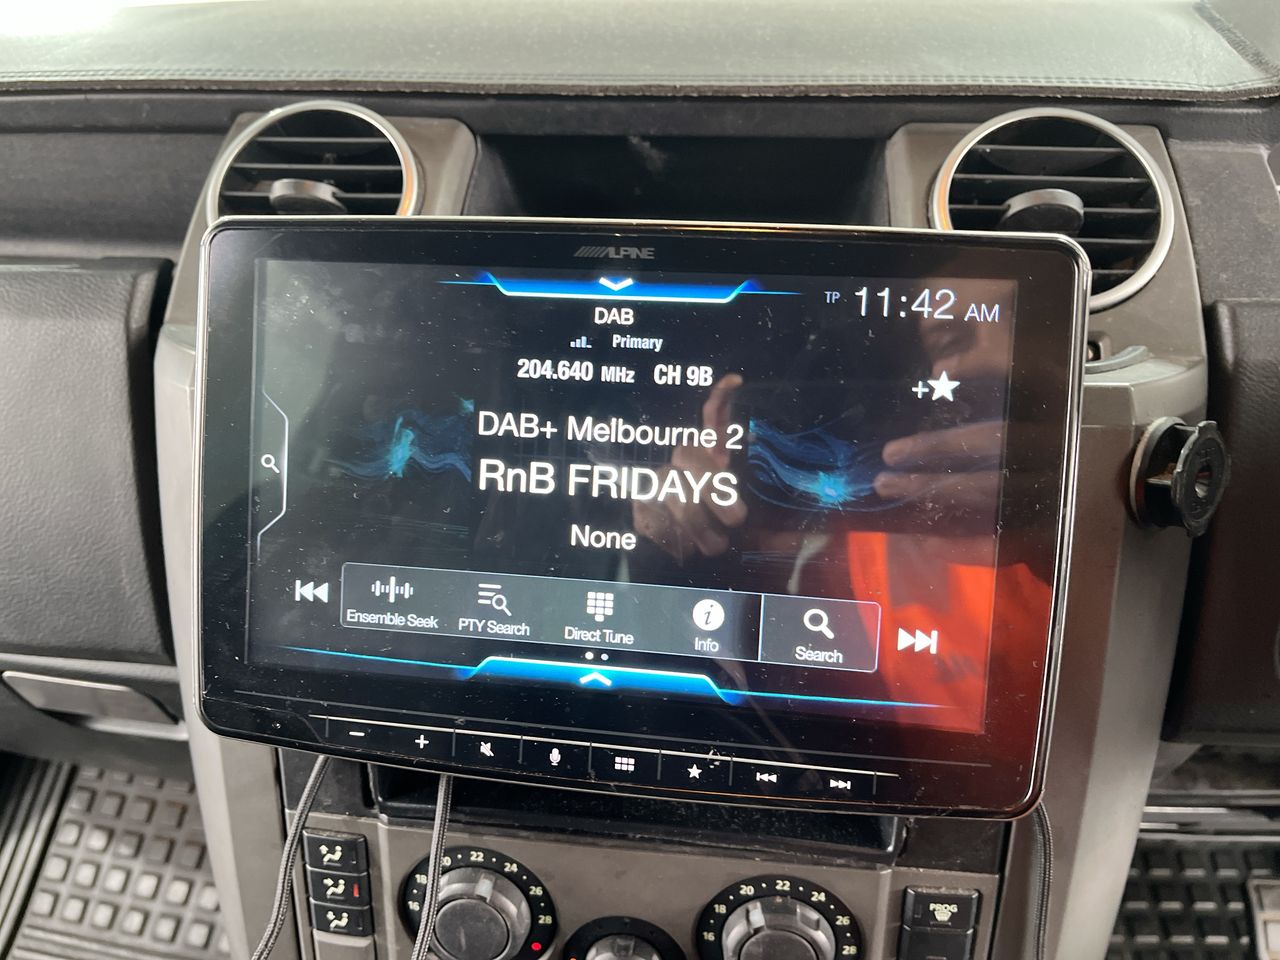 ALPINE
TP 11:42 AM
DAB
Primary
204.640 MHz CH 9B
DAB+ Melbourne 2
RnB FRIDAYS
None
Ensemble Seek
PTY Search
Direct Tune
Info
Search
20 22 24
18 26
16 28
20 22 24
18 26
16 28
PROG